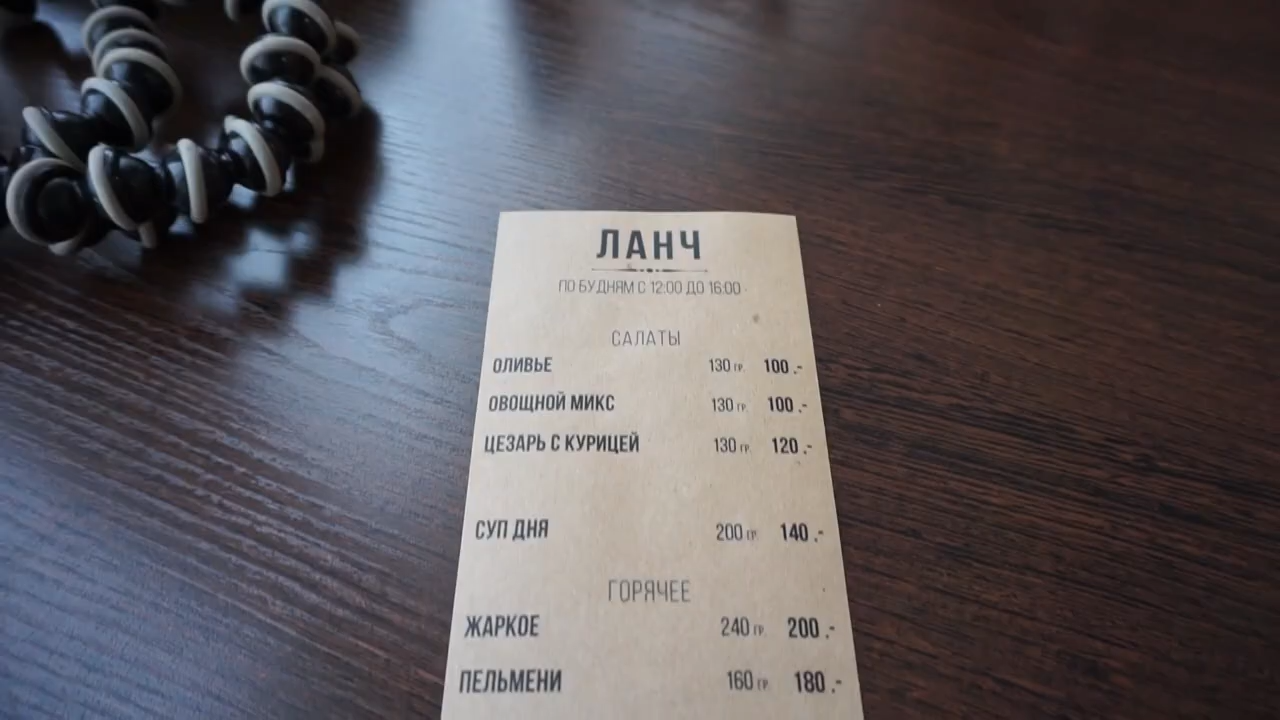 ЛАНЧ
ПО БУДНЯМ С 12:00 ДО 16:00
САЛАТЫ
ОЛИВЬЕ 130 ГР. 100.-
ОВОЩНОЙ МИКС 130 ГР. 100.-
ЦЕЗАРЬ С КУРИЦЕЙ 130 ГР. 120.-
СУП ДНЯ 200 ГР. 140.-
ГОРЯЧЕЕ
ЖАРКОЕ 240 ГР. 200.-
ПЕЛЬМЕНИ 160 ГР. 180.-